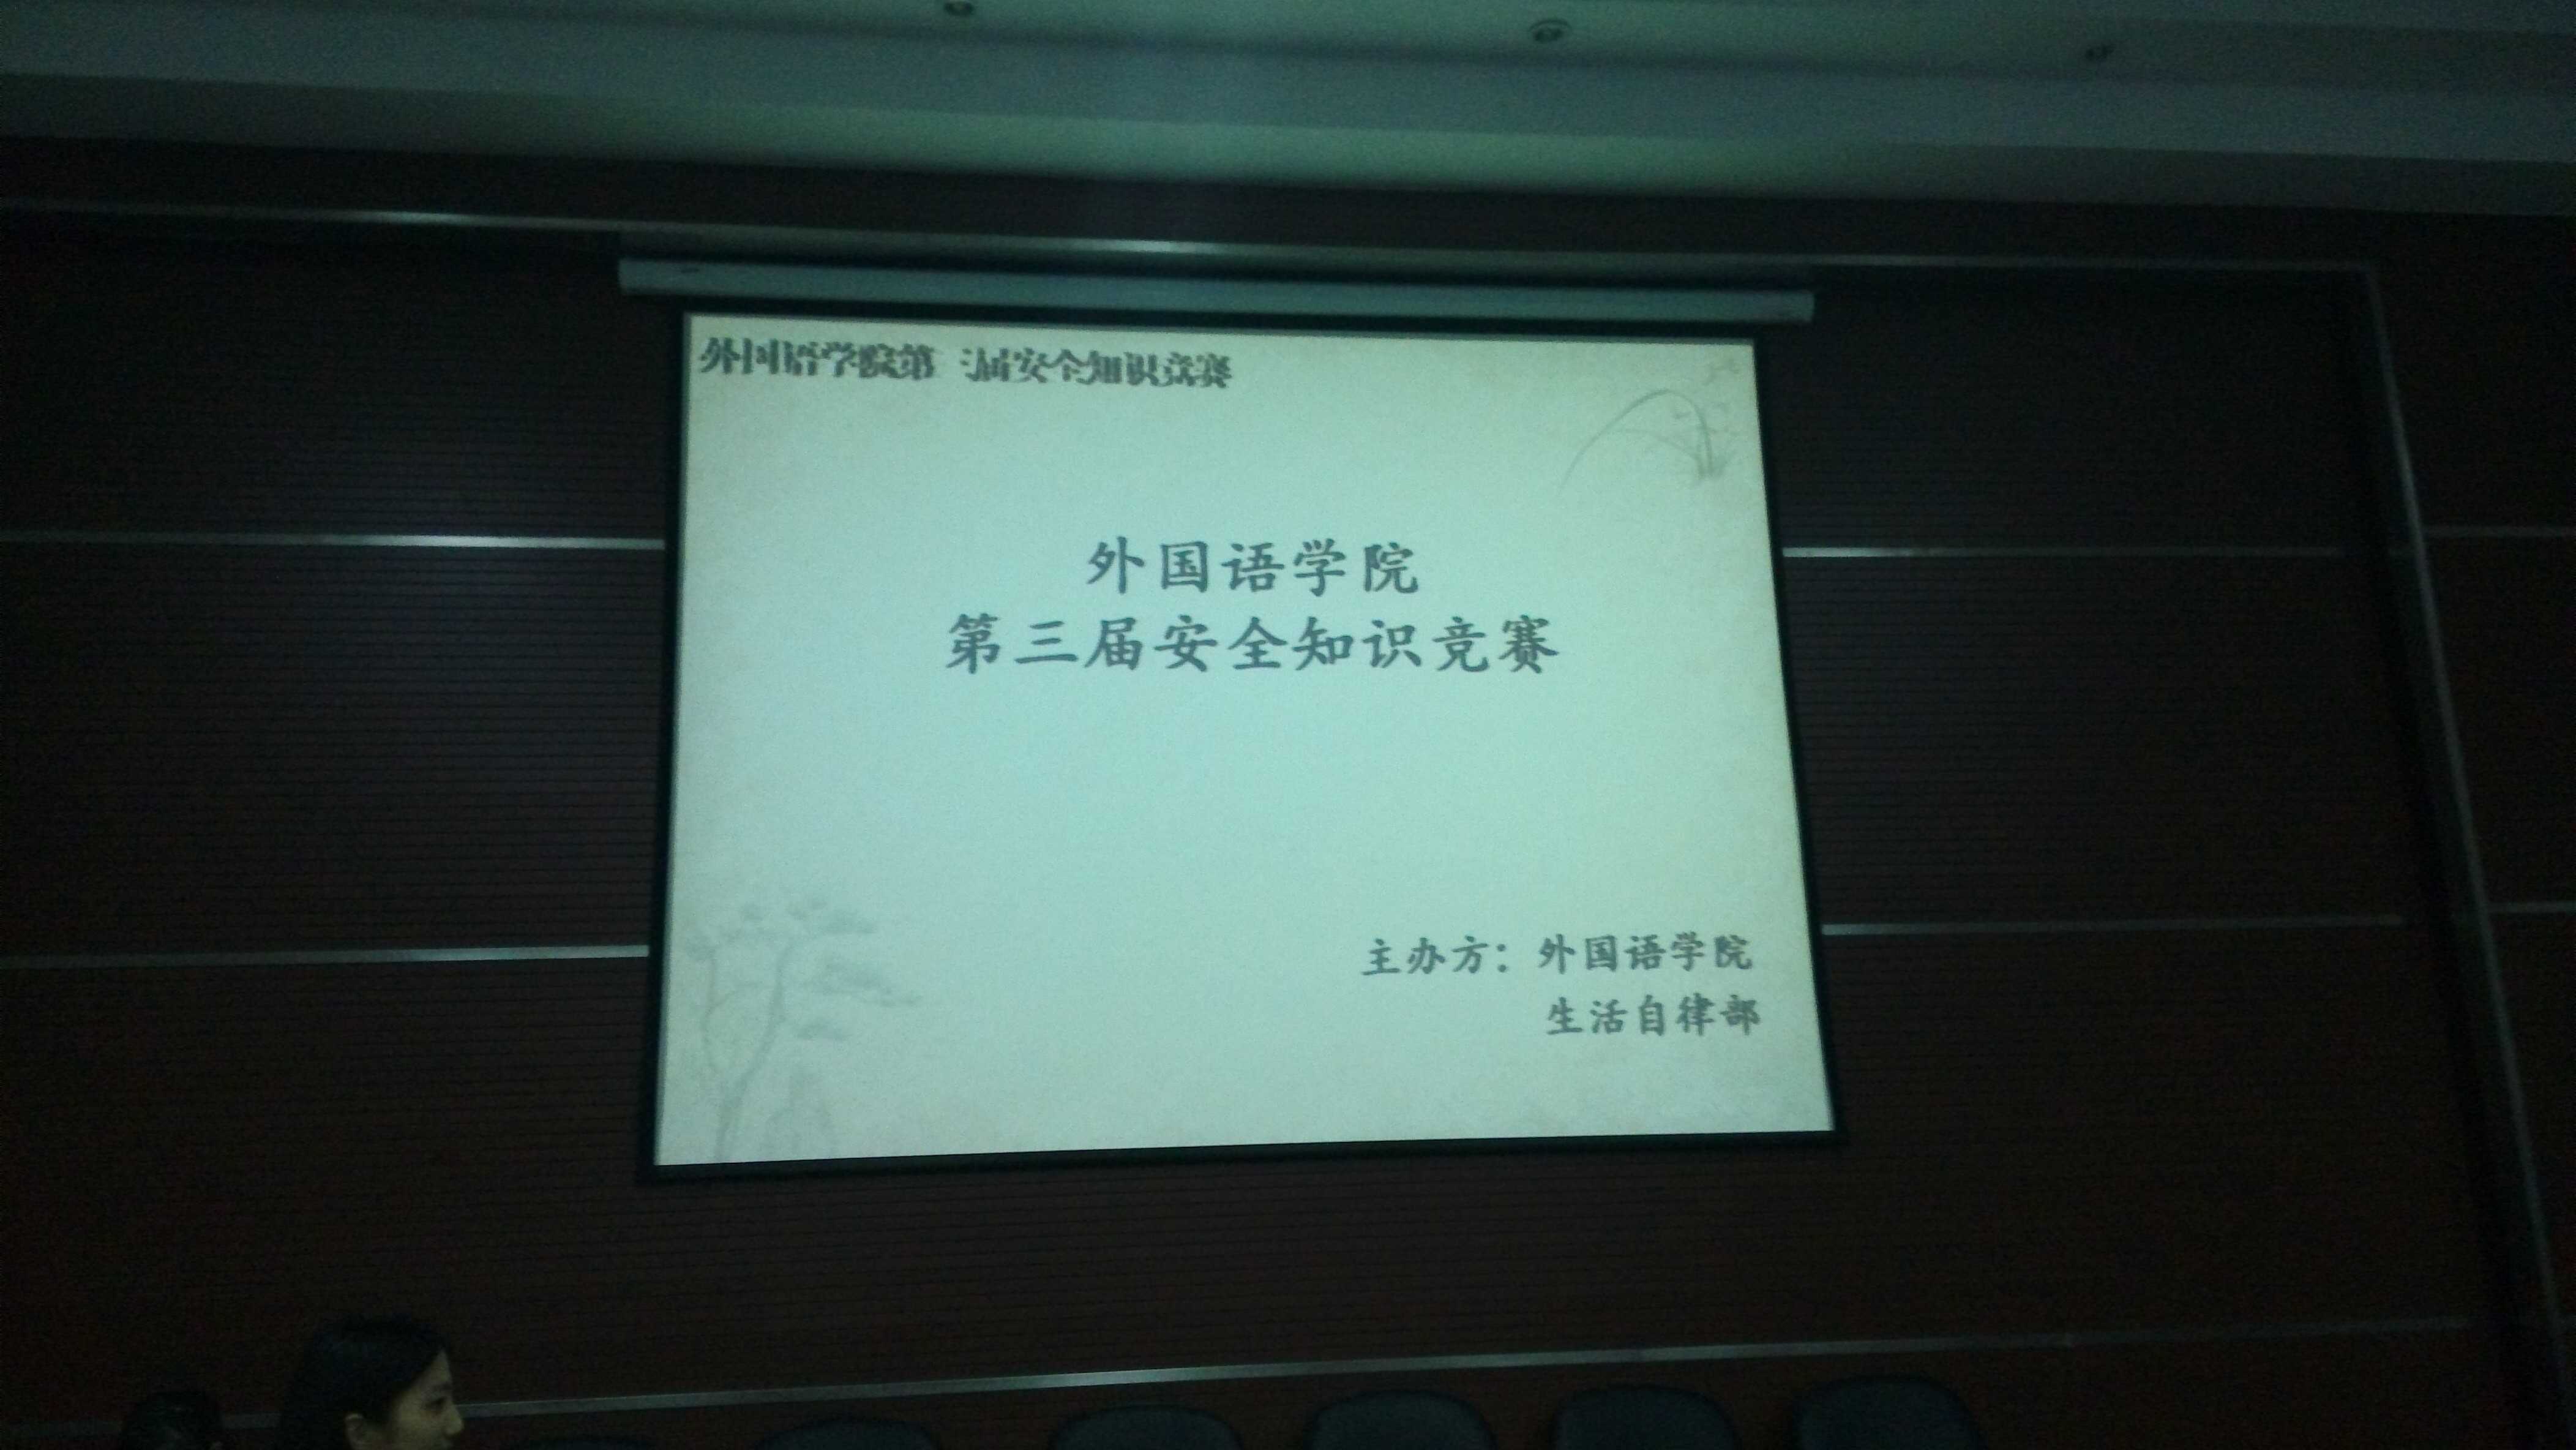 外国语学院第三届安全知识竞赛
外国语学院
第三届安全知识竞赛
主办方：外国语学院
生活自律部